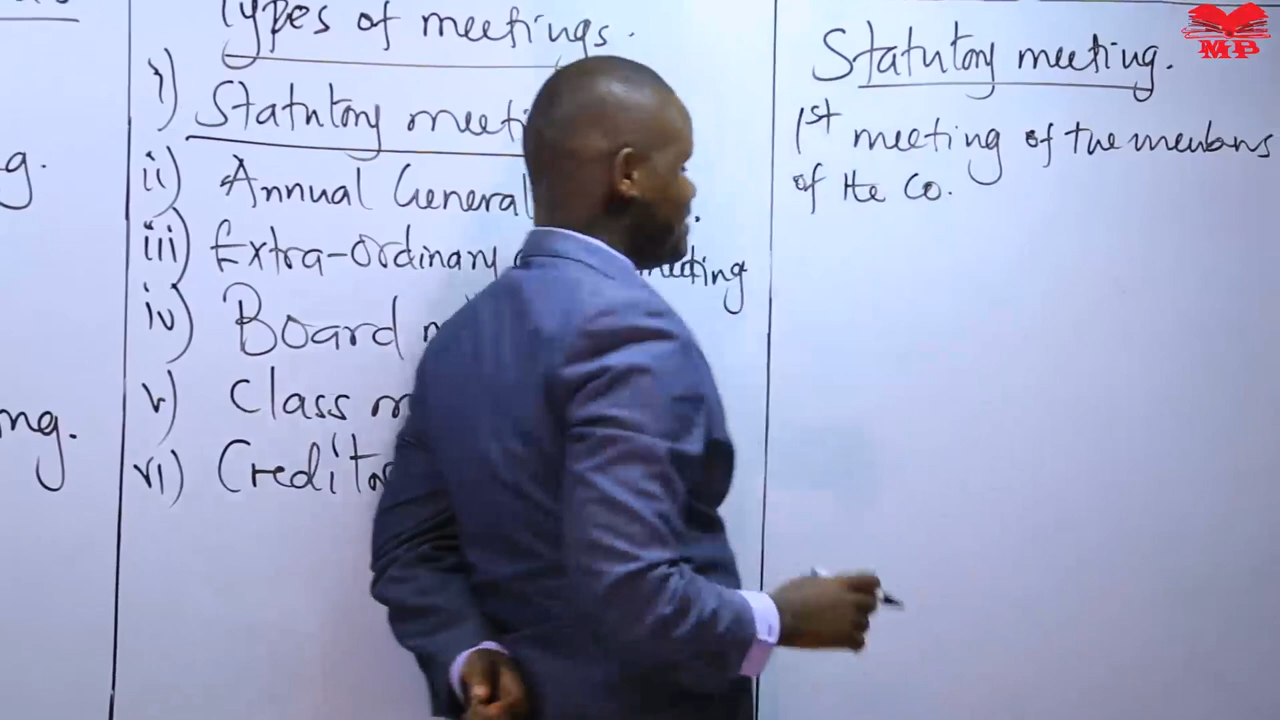 Types of meetings.
i) Statutory meeti
ii) Annual General
iii) Extra-ordinary meeting
iv) Board m
v) Class m
vi) Creditor
g.
ng.
Statutory meeting.
1st meeting of the members
of the Co.
MP